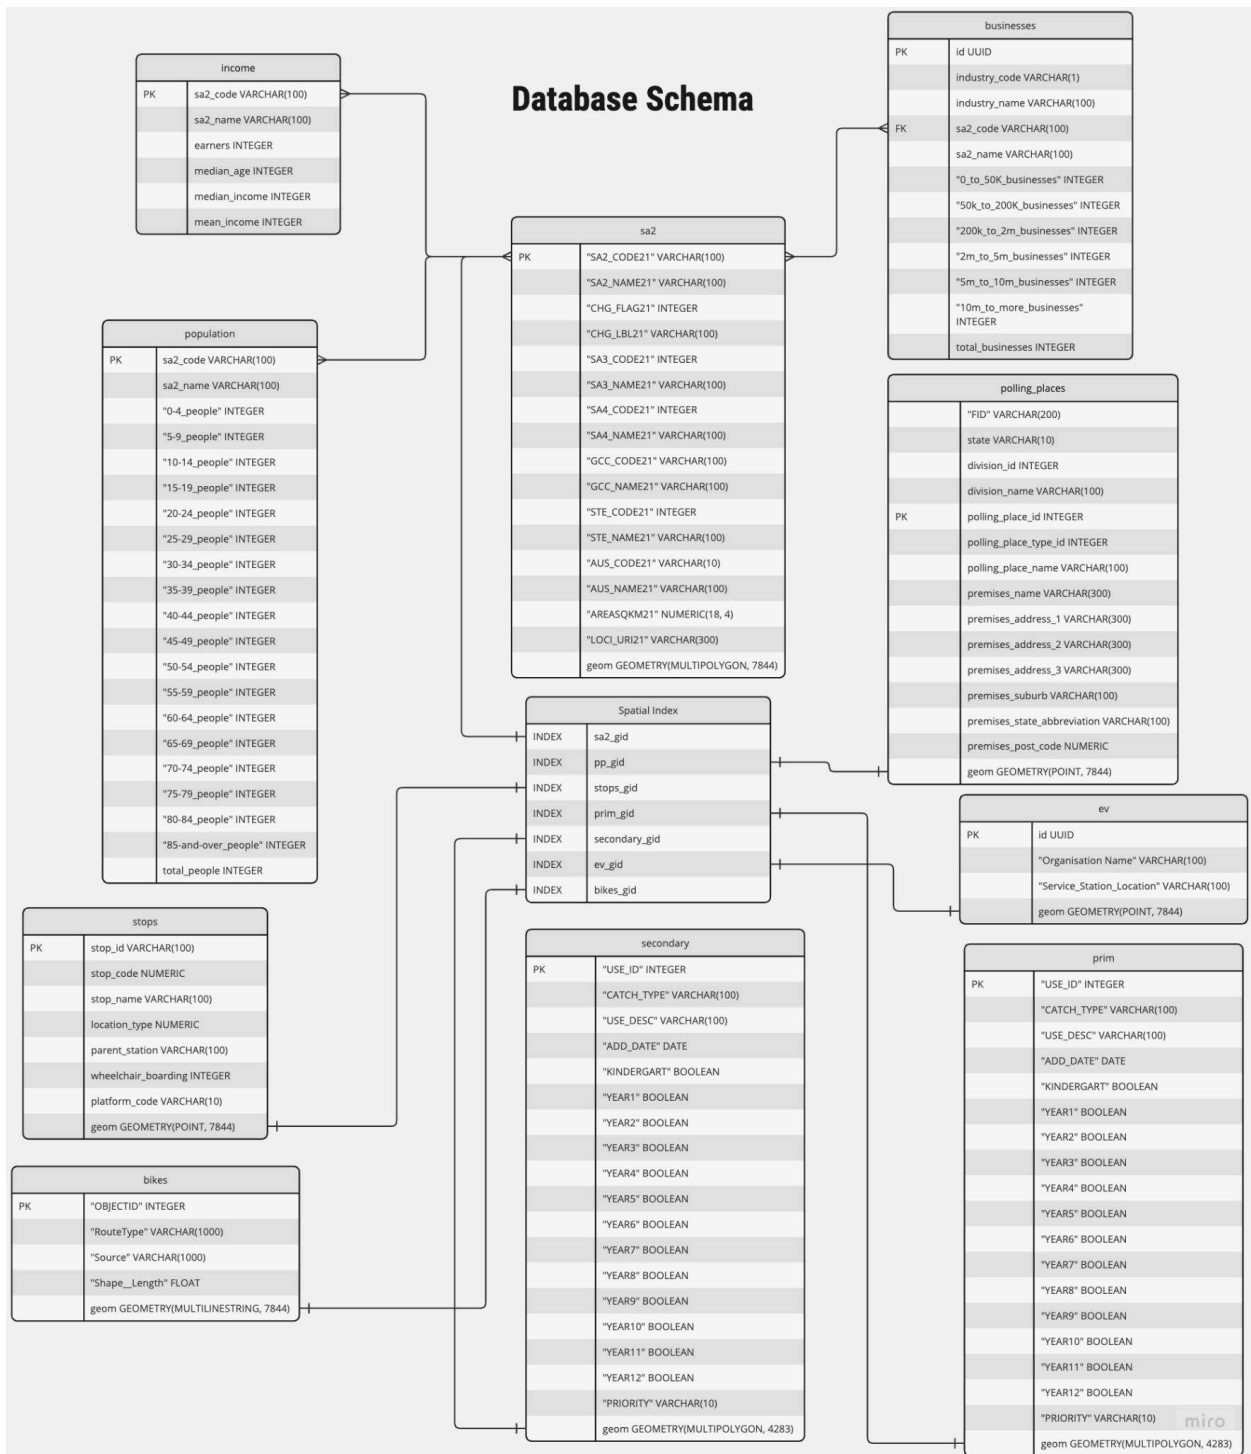 Database Schema
income
PK sa2_code VARCHAR(100)
sa2_name VARCHAR(100)
earners INTEGER
median_age INTEGER
median_income INTEGER
mean_income INTEGER
population
PK sa2_code VARCHAR(100)
sa2_name VARCHAR(100)
"0-4_people" INTEGER
"5-9_people" INTEGER
"10-14_people" INTEGER
"15-19_people" INTEGER
"20-24_people" INTEGER
"25-29_people" INTEGER
"30-34_people" INTEGER
"35-39_people" INTEGER
"40-44_people" INTEGER
"45-49_people" INTEGER
"50-54_people" INTEGER
"55-59_people" INTEGER
"60-64_people" INTEGER
"65-69_people" INTEGER
"70-74_people" INTEGER
"75-79_people" INTEGER
"80-84_people" INTEGER
"85-and-over_people" INTEGER
total_people INTEGER
stops
PK stop_id VARCHAR(100)
stop_code NUMERIC
stop_name VARCHAR(100)
location_type NUMERIC
parent_station VARCHAR(100)
wheelchair_boarding INTEGER
platform_code VARCHAR(10)
geom GEOMETRY(POINT, 7844)
bikes
PK "OBJECTID" INTEGER
"RouteType" VARCHAR(1000)
"Source" VARCHAR(1000)
"Shape__Length" FLOAT
geom GEOMETRY(MULTILINESTRING, 7844)
sa2
PK "SA2_CODE21" VARCHAR(100)
"SA2_NAME21" VARCHAR(100)
"CHG_FLAG21" INTEGER
"CHG_LBL21" VARCHAR(100)
"SA3_CODE21" INTEGER
"SA3_NAME21" VARCHAR(100)
"SA4_CODE21" INTEGER
"SA4_NAME21" VARCHAR(100)
"GCC_CODE21" VARCHAR(100)
"GCC_NAME21" VARCHAR(100)
"STE_CODE21" INTEGER
"STE_NAME21" VARCHAR(100)
"AUS_CODE21" VARCHAR(10)
"AUS_NAME21" VARCHAR(100)
"AREASQKM21" NUMERIC(18, 4)
"LOCI_URI21" VARCHAR(300)
geom GEOMETRY(MULTIPOLYGON, 7844)
Spatial Index
INDEX sa2_gid
INDEX pp_gid
INDEX stops_gid
INDEX prim_gid
INDEX secondary_gid
INDEX ev_gid
INDEX bikes_gid
secondary
PK "USE_ID" INTEGER
"CATCH_TYPE" VARCHAR(100)
"USE_DESC" VARCHAR(100)
"ADD_DATE" DATE
"KINDERGART" BOOLEAN
"YEAR1" BOOLEAN
"YEAR2" BOOLEAN
"YEAR3" BOOLEAN
"YEAR4" BOOLEAN
"YEAR5" BOOLEAN
"YEAR6" BOOLEAN
"YEAR7" BOOLEAN
"YEAR8" BOOLEAN
"YEAR9" BOOLEAN
"YEAR10" BOOLEAN
"YEAR11" BOOLEAN
"YEAR12" BOOLEAN
"PRIORITY" VARCHAR(10)
geom GEOMETRY(MULTIPOLYGON, 4283)
businesses
PK id UUID
industry_code VARCHAR(1)
industry_name VARCHAR(100)
FK sa2_code VARCHAR(100)
sa2_name VARCHAR(100)
"0_to_50K_businesses" INTEGER
"50k_to_200K_businesses" INTEGER
"200k_to_2m_businesses" INTEGER
"2m_to_5m_businesses" INTEGER
"5m_to_10m_businesses" INTEGER
"10m_to_more_businesses"
INTEGER
total_businesses INTEGER
polling_places
"FID" VARCHAR(200)
state VARCHAR(10)
division_id INTEGER
division_name VARCHAR(100)
PK polling_place_id INTEGER
polling_place_type_id INTEGER
polling_place_name VARCHAR(100)
premises_name VARCHAR(300)
premises_address_1 VARCHAR(300)
premises_address_2 VARCHAR(300)
premises_address_3 VARCHAR(300)
premises_suburb VARCHAR(100)
premises_state_abbreviation VARCHAR(100)
premises_post_code NUMERIC
geom GEOMETRY(POINT, 7844)
ev
PK id UUID
"Organisation Name" VARCHAR(100)
"Service_Station_Location" VARCHAR(100)
geom GEOMETRY(POINT, 7844)
prim
PK "USE_ID" INTEGER
"CATCH_TYPE" VARCHAR(100)
"USE_DESC" VARCHAR(100)
"ADD_DATE" DATE
"KINDERGART" BOOLEAN
"YEAR1" BOOLEAN
"YEAR2" BOOLEAN
"YEAR3" BOOLEAN
"YEAR4" BOOLEAN
"YEAR5" BOOLEAN
"YEAR6" BOOLEAN
"YEAR7" BOOLEAN
"YEAR8" BOOLEAN
"YEAR9" BOOLEAN
"YEAR10" BOOLEAN
"YEAR11" BOOLEAN
"YEAR12" BOOLEAN
"PRIORITY" VARCHAR(10)
geom GEOMETRY(MULTIPOLYGON, 4283)
miro